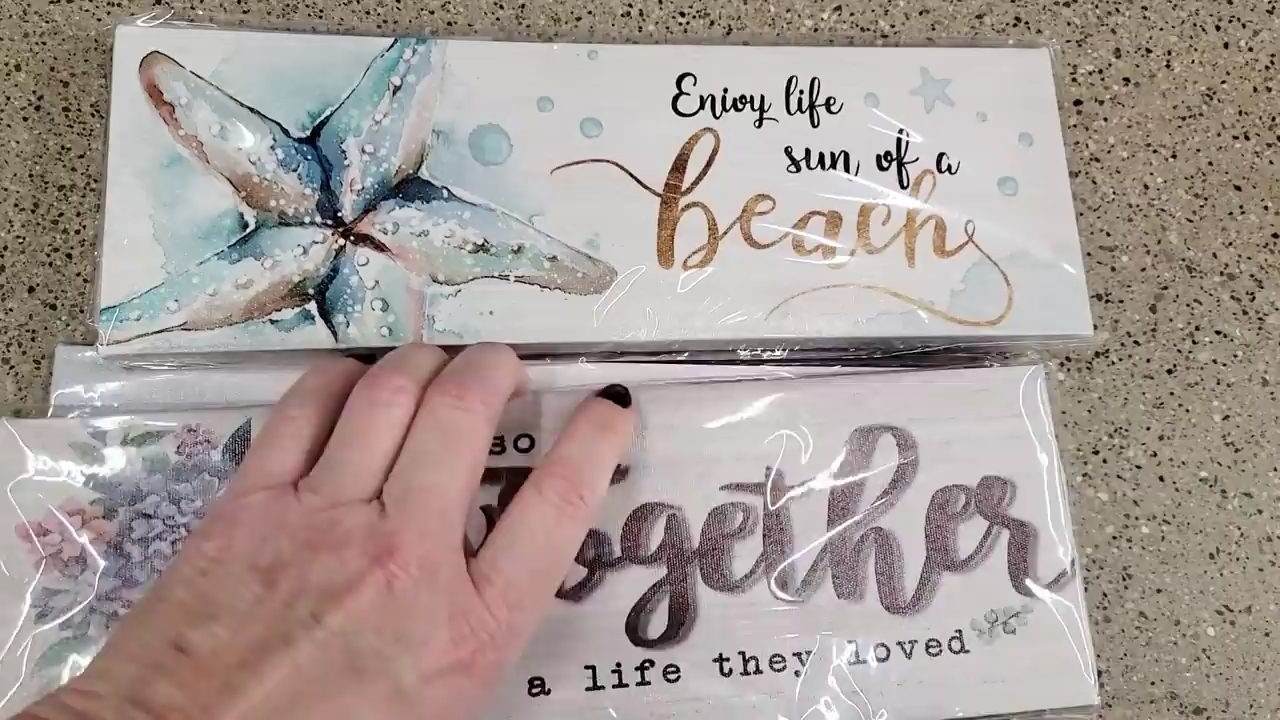 Enjoy life
sun of a
beach
so
together
a life they loved